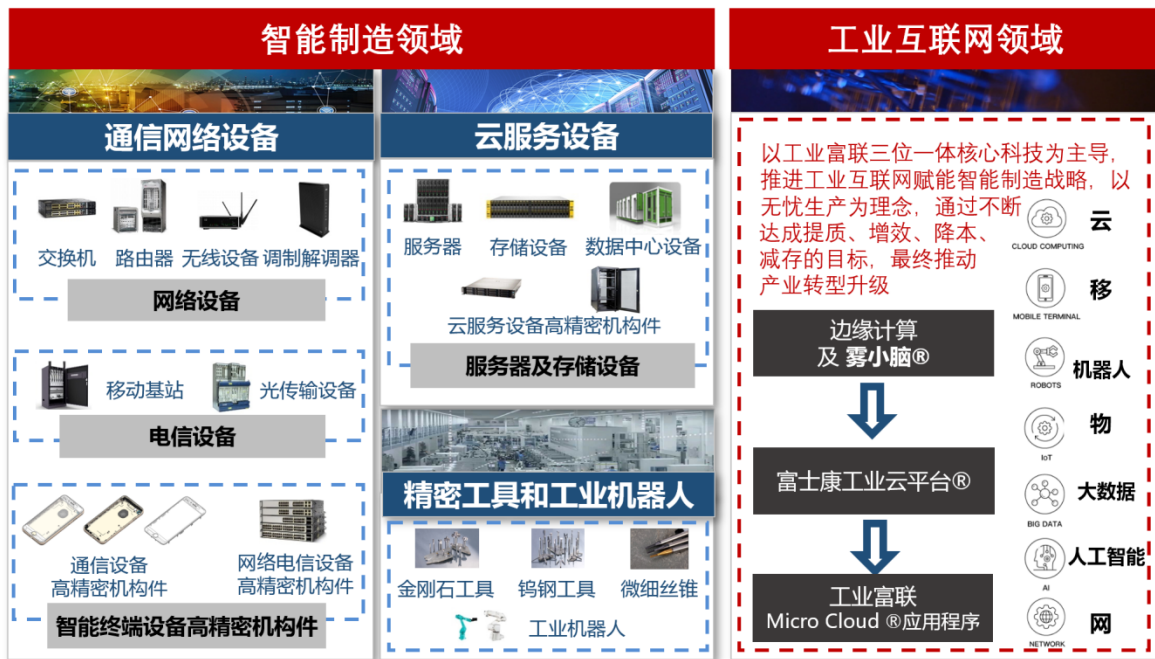 智能制造领域
通信网络设备
交换机
路由器
无线设备
调制解调器
网络设备
移动基站
光传输设备
电信设备
通信设备
高精密机构件
网络电信设备
高精密机构件
智能终端设备高精密机构件
云服务设备
服务器
存储设备
数据中心设备
云服务设备高精密机构件
服务器及存储设备
精密工具和工业机器人
金刚石工具
钨钢工具
微细丝锥
工业机器人
工业互联网领域
以工业富联三位一体核心科技为主导,
推进工业互联网赋能智能制造战略, 以
无忧生产为理念, 通过不断
达成提质、增效、降本、
减存的目标, 最终推动
产业转型升级
边缘计算
及 雾小脑®
富士康工业云平台®
工业富联
Micro Cloud ®应用程序
云
CLOUD COMPUTING
移
MOBILE TERMINAL
机器人
ROBOTS
物
IoT
大数据
BIG DATA
人工智能
AI
网
NETWORK